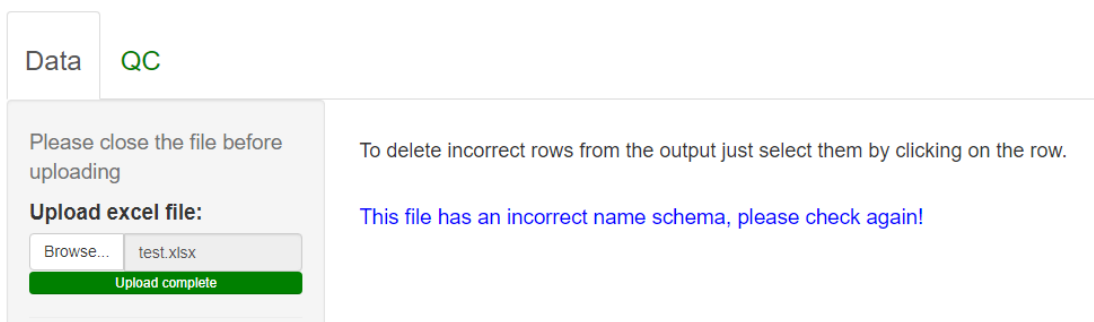 Data
QC
Please close the file before
uploading
Upload excel file:
Browse...
test.xlsx
Upload complete
To delete incorrect rows from the output just select them by clicking on the row.
This file has an incorrect name schema, please check again!